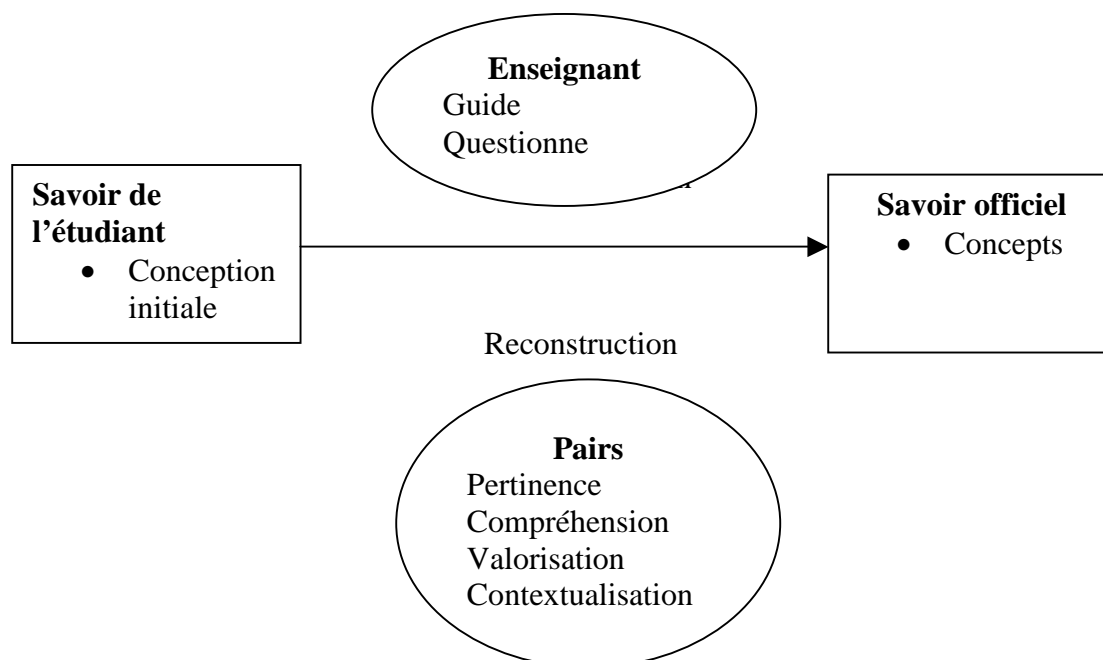 Enseignant
Guide
Questionne
Savoir de
l’étudiant
• Conception
initiale
Savoir officiel
• Concepts
Reconstruction
Pairs
Pertinence
Compréhension
Valorisation
Contextualisation